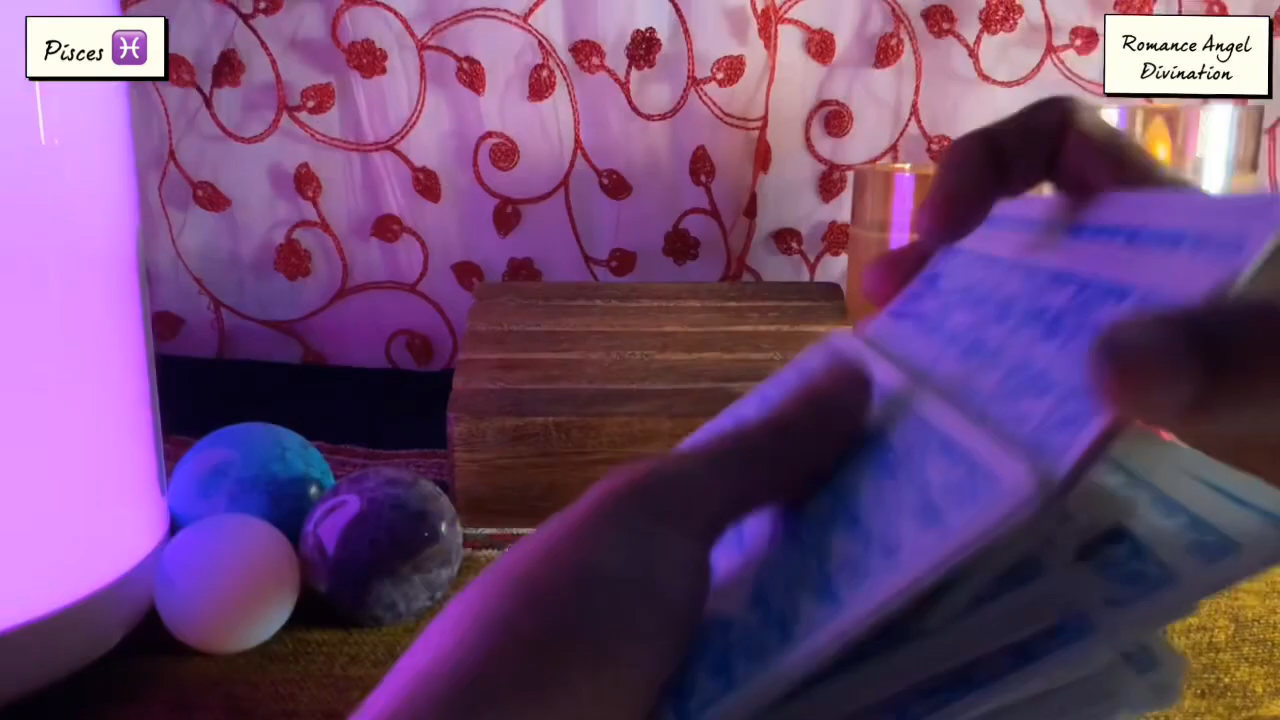 Pisces ♓
Romance Angel
Divination